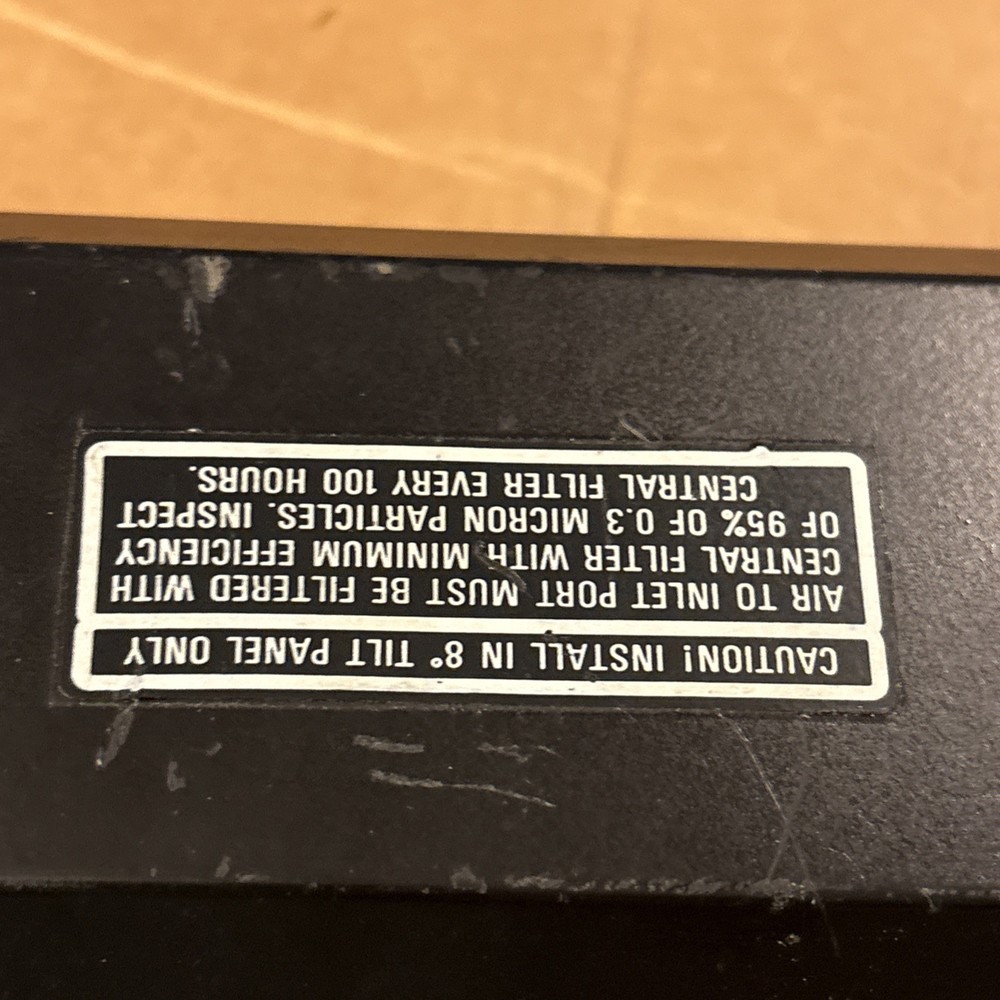 CAUTION! INSTALL IN 8° TILT PANEL ONLY
AIR TO INLET PORT MUST BE FILTERED WITH
CENTRAL FILTER WITH MINIMUM EFFICIENCY
OF 95% OF 0.3 MICRON PARTICLES. INSPECT
CENTRAL FILTER EVERY 100 HOURS.